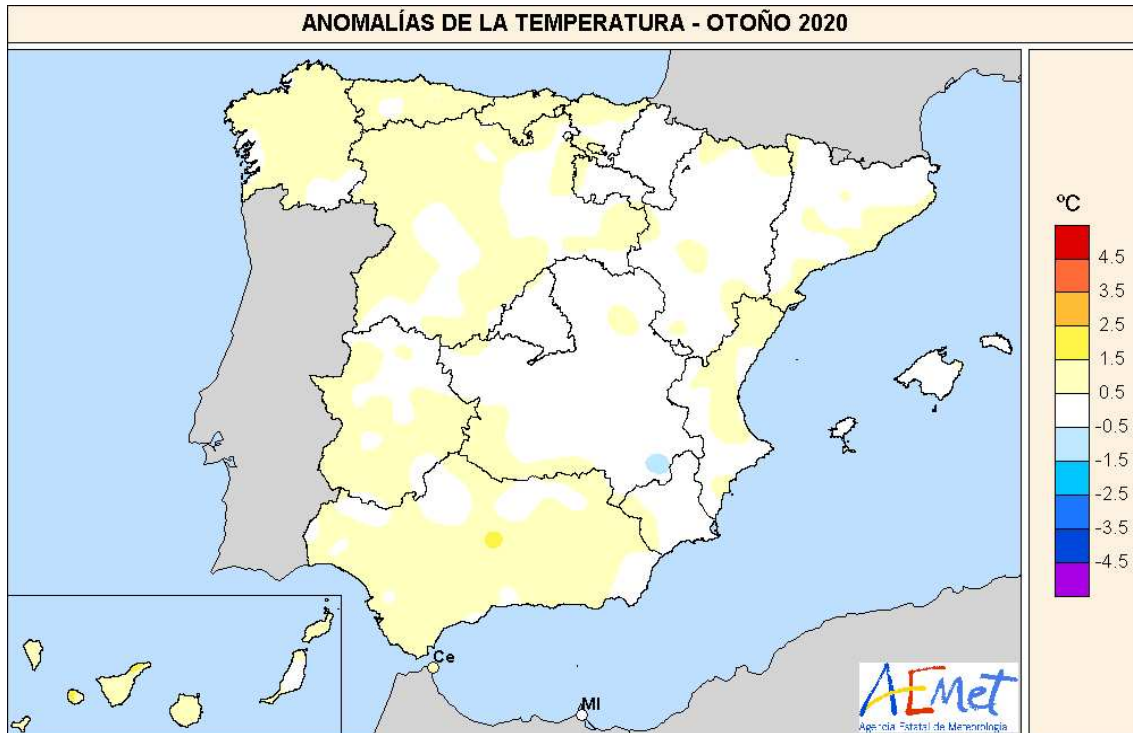 ANOMALÍAS DE LA TEMPERATURA - OTOÑO 2020
ºC
4.5
3.5
2.5
1.5
0.5
-0.5
-1.5
-2.5
-3.5
-4.5
Ce
Ml
AEMet
Agencia Estatal de Meteorología